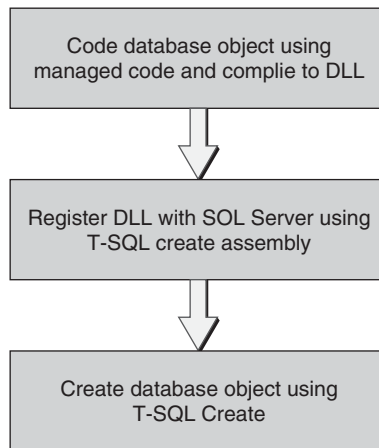 Code database object using
managed code and complie to DLL
Register DLL with SOL Server using
T-SQL create assembly
Create database object using
T-SQL Create